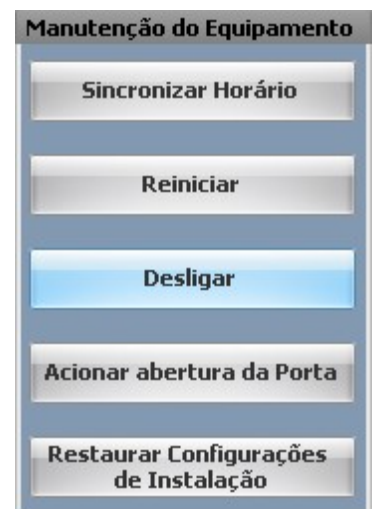 Manutenção do Equipamento
Sincronizar Horário
Reiniciar
Desligar
Acionar abertura da Porta
Restaurar Configurações
de Instalação